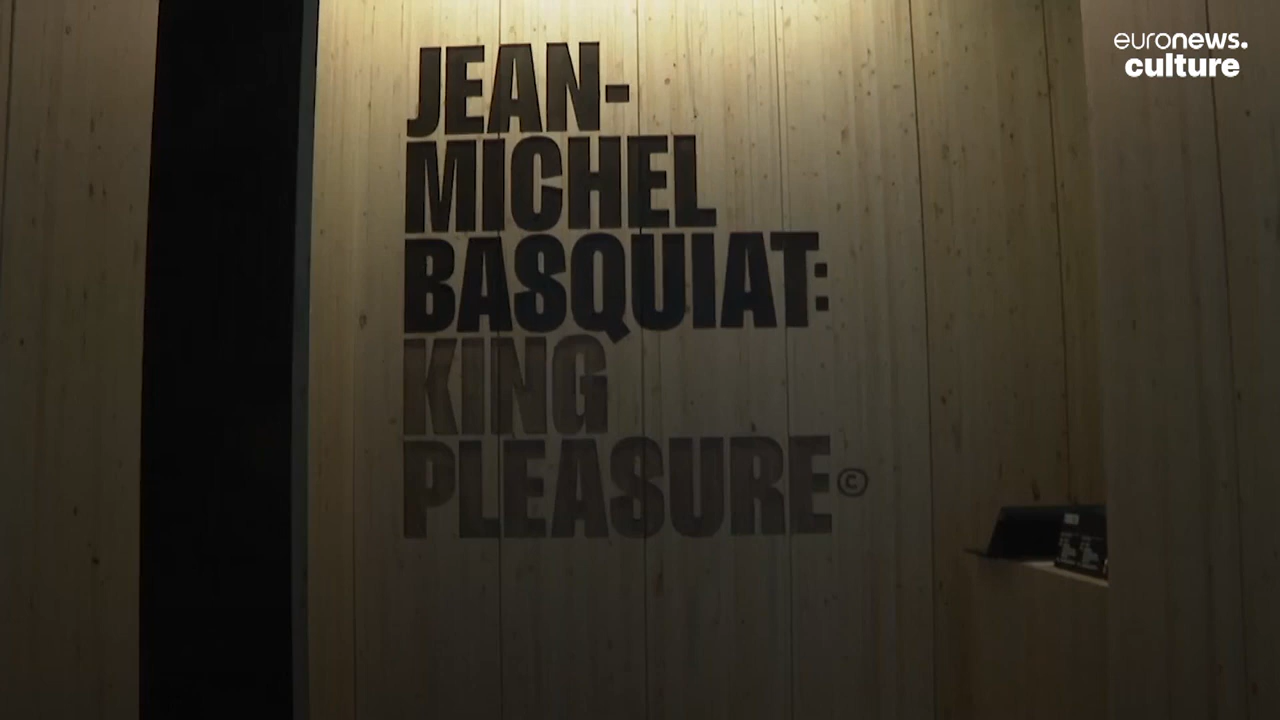 JEAN-
MICHEL
BASQUIAT:
KING
PLEASURE©
euronews.
culture